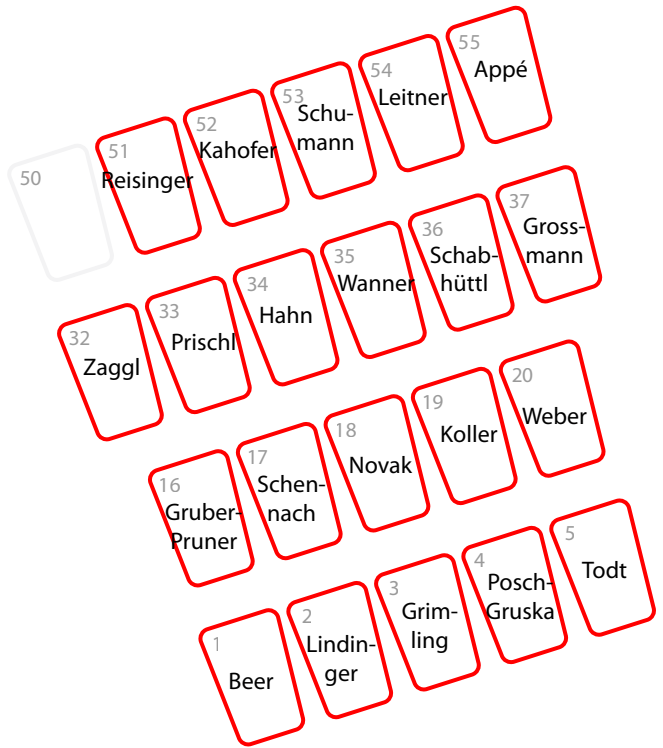 50
51
Reisinger
52
Kahofer
53
Schu-
mann
54
Leitner
55
Appé
32
Zaggl
33
Prischl
34
Hahn
35
Wanner
36
Schab-
hüttl
37
Gross-
mann
16
Gruber-
Pruner
17
Schen-
nach
18
Novak
19
Koller
20
Weber
1
Beer
2
Lindin-
ger
3
Grim-
ling
4
Posch-
Gruska
5
Todt